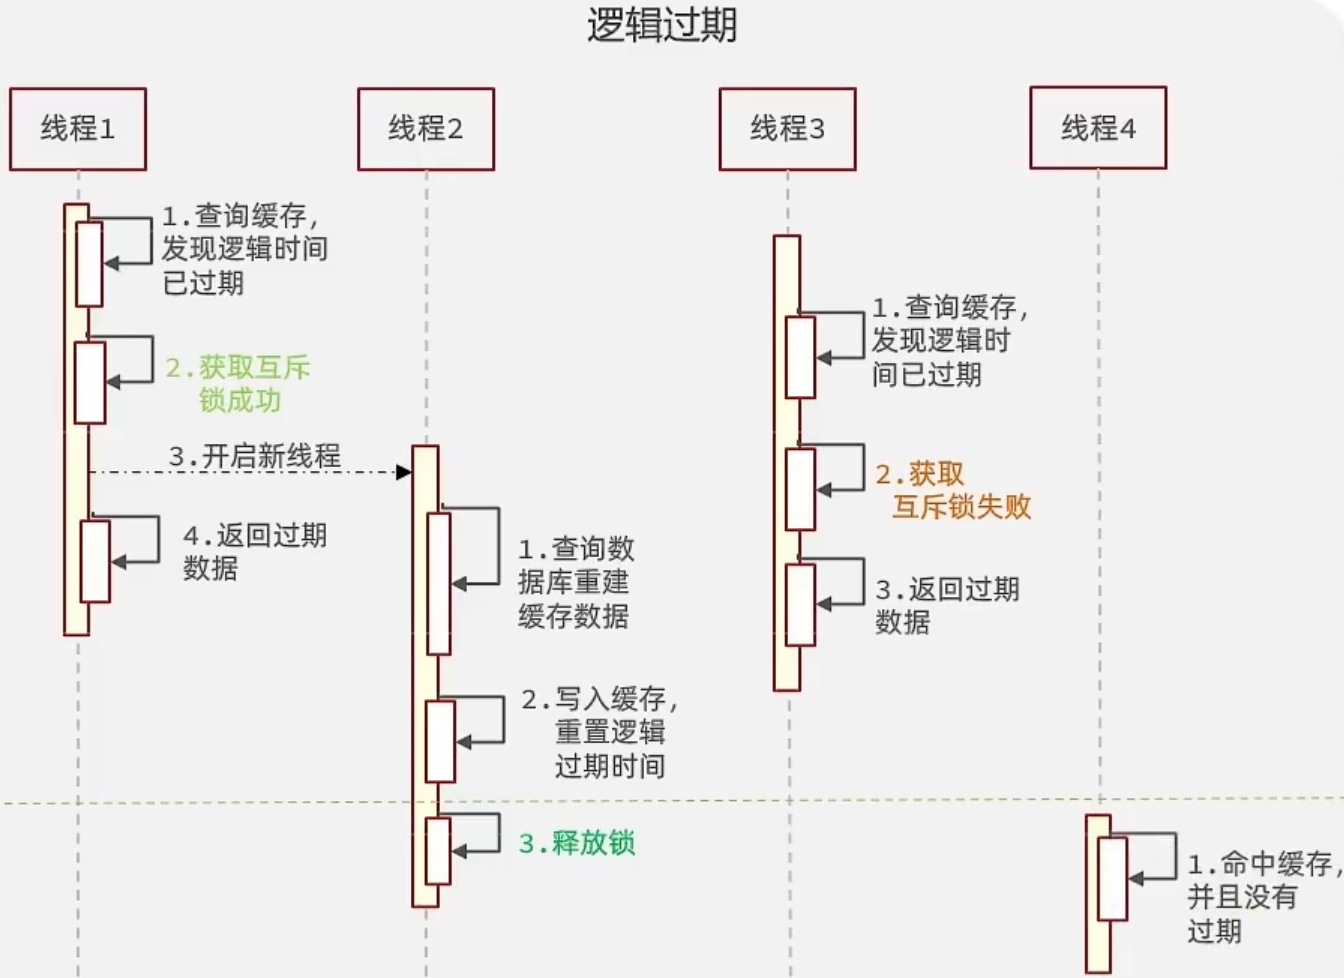 逻辑过期
线程1
线程2
线程3
线程4
1.查询缓存，
发现逻辑时间
已过期
2.获取互斥
锁成功
3.开启新线程
4.返回过期
数据
1.查询数
据库重建
缓存数据
2.写入缓存，
重置逻辑
过期时间
3.释放锁
1.查询缓存，
发现逻辑时
间已过期
2.获取
互斥锁失败
3.返回过期
数据
1.命中缓存，
并且没有
过期